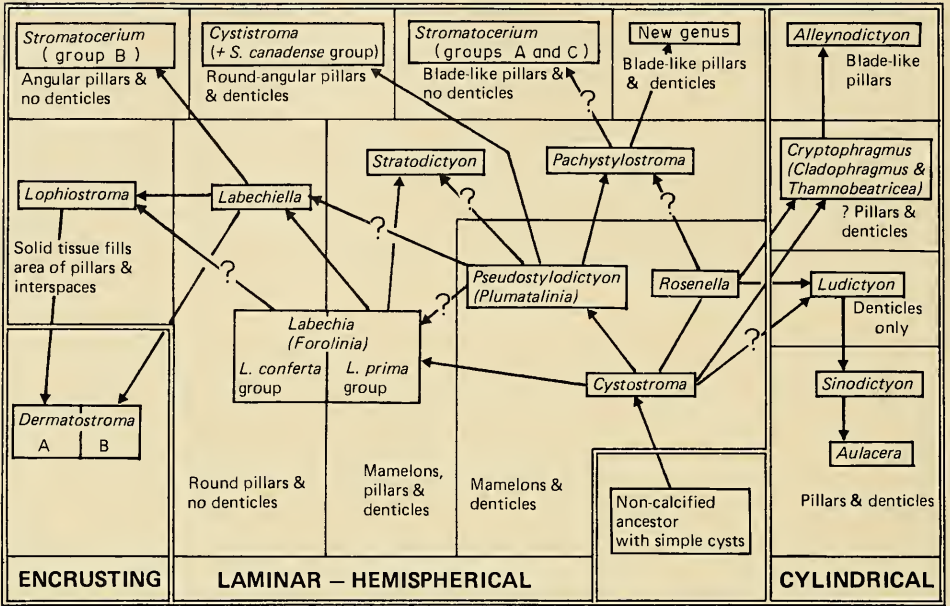 Stromatocerium
(group B)
Angular pillars &
no denticles
Cystistroma
(+ S. canadense group)
Round-angular pillars
& denticles
Stromatocerium
(groups A and C)
Blade-like pillars &
no denticles
New genus
Blade-like pillars
& denticles
Alleynodictyon
Blade-like
pillars
?
Stratodictyon
Pachystylostroma
Cryptophragmus
(Cladophragmus &
Thamnobeatricea)
? Pillars &
denticles
Lophiostroma
Labechiella
?
?
?
Solid tissue fills
area of pillars &
interspaces
?
Pseudostylodictyon
(Plumatalinia)
Rosenella
Ludictyon
Denticles
only
?
?
Labechia
(Forolinia)
L. conferta
group
L. prima
group
Cystostroma
Sinodictyon
Dermatostroma
A
B
Aulacera
Round pillars &
no denticles
Mamelons,
pillars &
denticles
Mamelons &
denticles
Non-calcified
ancestor
with simple cysts
Pillars & denticles
ENCRUSTING
LAMINAR – HEMISPHERICAL
CYLINDRICAL